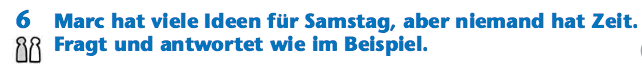 6 Marc hat viele Ideen für Samstag, aber niemand hat Zeit.
Fragt und antwortet wie im Beispiel.